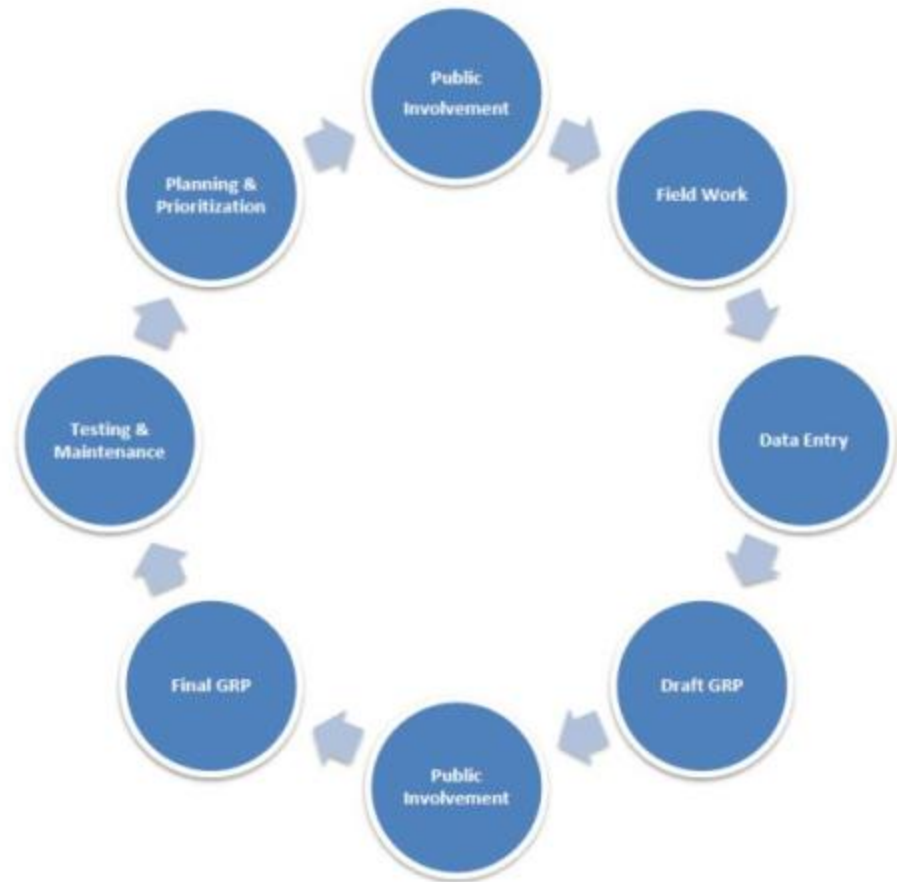 Public
Involvement
Field Work
Data Entry
Draft GRP
Public
Involvement
Final GRP
Testing &
Maintenance
Planning &
Prioritization